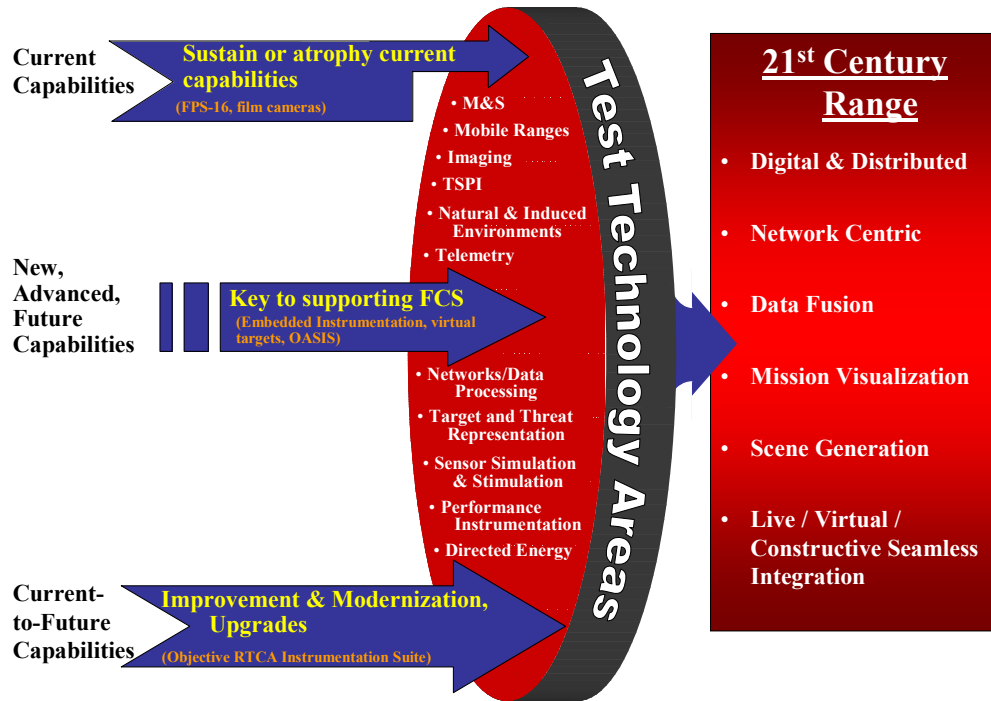 Current
Capabilities
Sustain or atrophy current
capabilities
(FPS-16, film cameras)
New,
Advanced,
Future
Capabilities
Key to supporting FCS
(Embedded Instrumentation, virtual
targets, OASIS)
Current-
to-Future
Capabilities
Improvement & Modernization,
Upgrades
(Objective RTCA Instrumentation Suite)
• M&S
• Mobile Ranges
• Imaging
• TSPI
• Natural & Induced
Environments
• Telemetry
• Networks/Data
Processing
• Target and Threat
Representation
• Sensor Simulation
& Stimulation
• Performance
Instrumentation
• Directed Energy
Test Technology Areas
21st Century
Range
• Digital & Distributed
• Network Centric
• Data Fusion
• Mission Visualization
• Scene Generation
• Live / Virtual /
Constructive Seamless
Integration